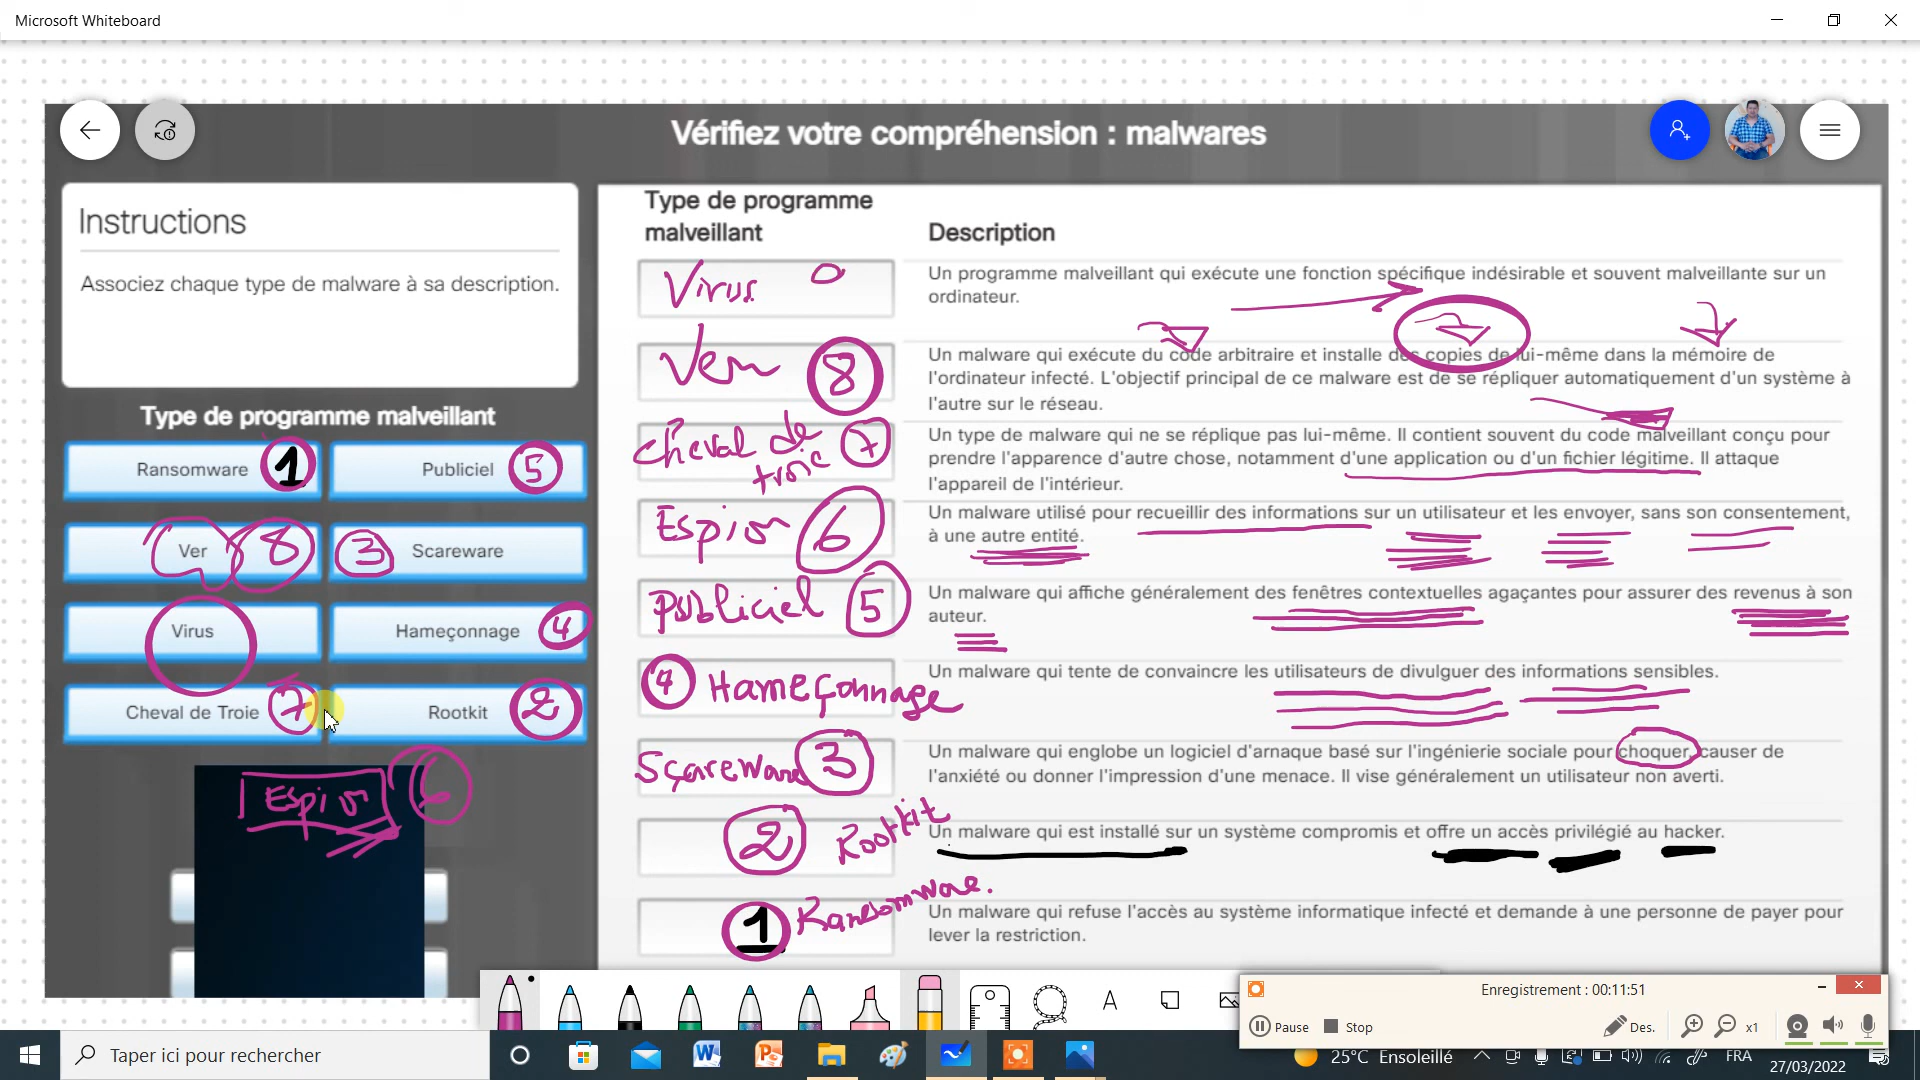 Microsoft Whiteboard
Vérifiez votre compréhension : malwares
Instructions
Associez chaque type de malware à sa description.
Type de programme malveillant
Ransomware 1
Publiciel 5
Ver 8
3 Scareware
Virus
Hameçonnage 4
Cheval de Troie 7
Rootkit 2
Espion 6
Type de programme
malveillant
Description
Virus
Un programme malveillant qui exécute une fonction spécifique indésirable et souvent malveillante sur un
ordinateur.
Ver 8
Un malware qui exécute du code arbitraire et installe des copies de lui-même dans la mémoire de
l'ordinateur infecté. L'objectif principal de ce malware est de se répliquer automatiquement d'un système à
l'autre sur le réseau.
Cheval de
troie 7
Un type de malware qui ne se réplique pas lui-même. Il contient souvent du code malveillant conçu pour
prendre l'apparence d'autre chose, notamment d'une application ou d'un fichier légitime. Il attaque
l'appareil de l'intérieur.
Espion 6
Un malware utilisé pour recueillir des informations sur un utilisateur et les envoyer, sans son consentement,
à une autre entité.
Publiciel 5
Un malware qui affiche généralement des fenêtres contextuelles agaçantes pour assurer des revenus à son
auteur.
4 Hameçonnage
Un malware qui tente de convaincre les utilisateurs de divulguer des informations sensibles.
Sçareware 3
Un malware qui englobe un logiciel d'arnaque basé sur l'ingénierie sociale pour choquer, causer de
l'anxiété ou donner l'impression d'une menace. Il vise généralement un utilisateur non averti.
2 Rootkit
Un malware qui est installé sur un système compromis et offre un accès privilégié au hacker.
1 Ransomware.
Un malware qui refuse l'accès au système informatique infecté et demande à une personne de payer pour
lever la restriction.
Enregistrement : 00:11:51
Pause Stop Des. x1
Taper ici pour rechercher
25°C Ensoleillé
FRA
27/03/2022